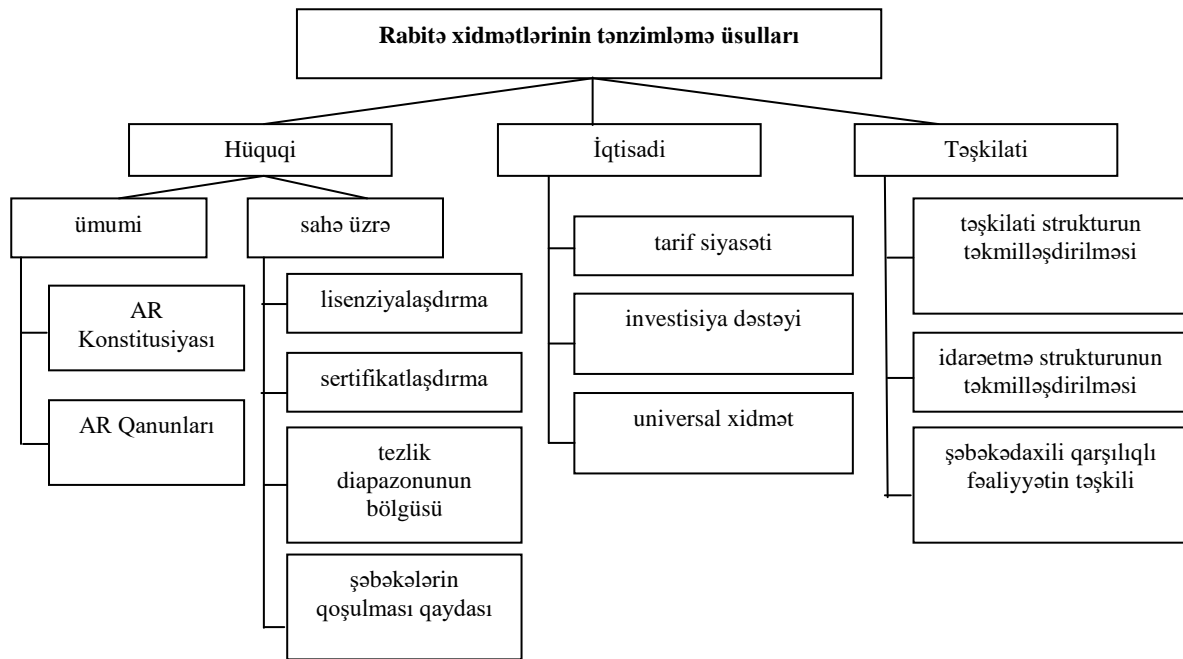 Rabitə xidmətlərinin tənzimləmə üsulları
Hüquqi
İqtisadi
Təşkilati
ümumi
sahə üzrə
AR
Konstitusiyası
AR Qanunları
lisenziyalaşdırma
sertifikatlaşdırma
tezlik
diapazonunun
bölgüsü
şəbəkələrin
qoşulması qaydası
tarif siyasəti
investisiya dəstəyi
universal xidmət
təşkilati strukturun
təkmilləşdirilməsi
idarəetmə strukturunun
təkmilləşdirilməsi
şəbəkədaxili qarşılıqlı
fəaliyyətin təşkili